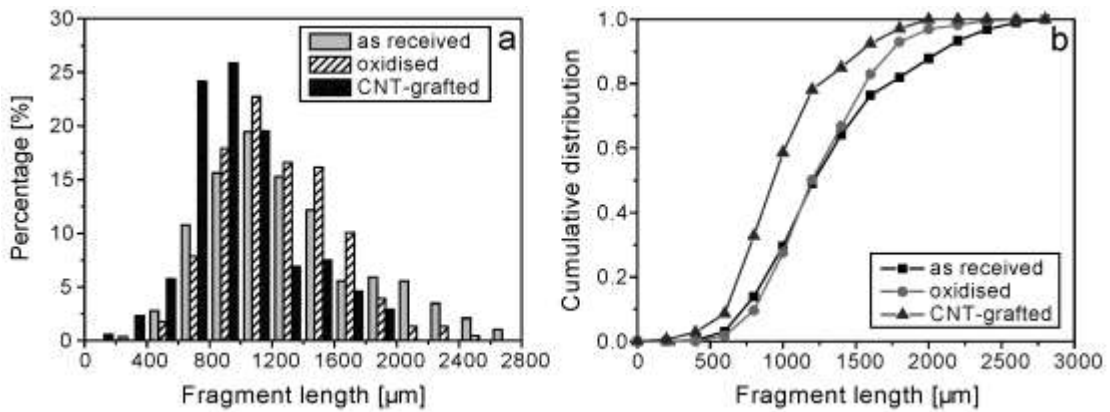 a
as received
oxidised
CNT-grafted
Percentage [%]
30
25
20
15
10
5
0
0 400 800 1200 1600 2000 2400 2800
Fragment length [µm]
b
Cumulative distribution
1.0
0.8
0.6
0.4
0.2
0.0
as received
oxidised
CNT-grafted
0 500 1000 1500 2000 2500 3000
Fragment length [µm]